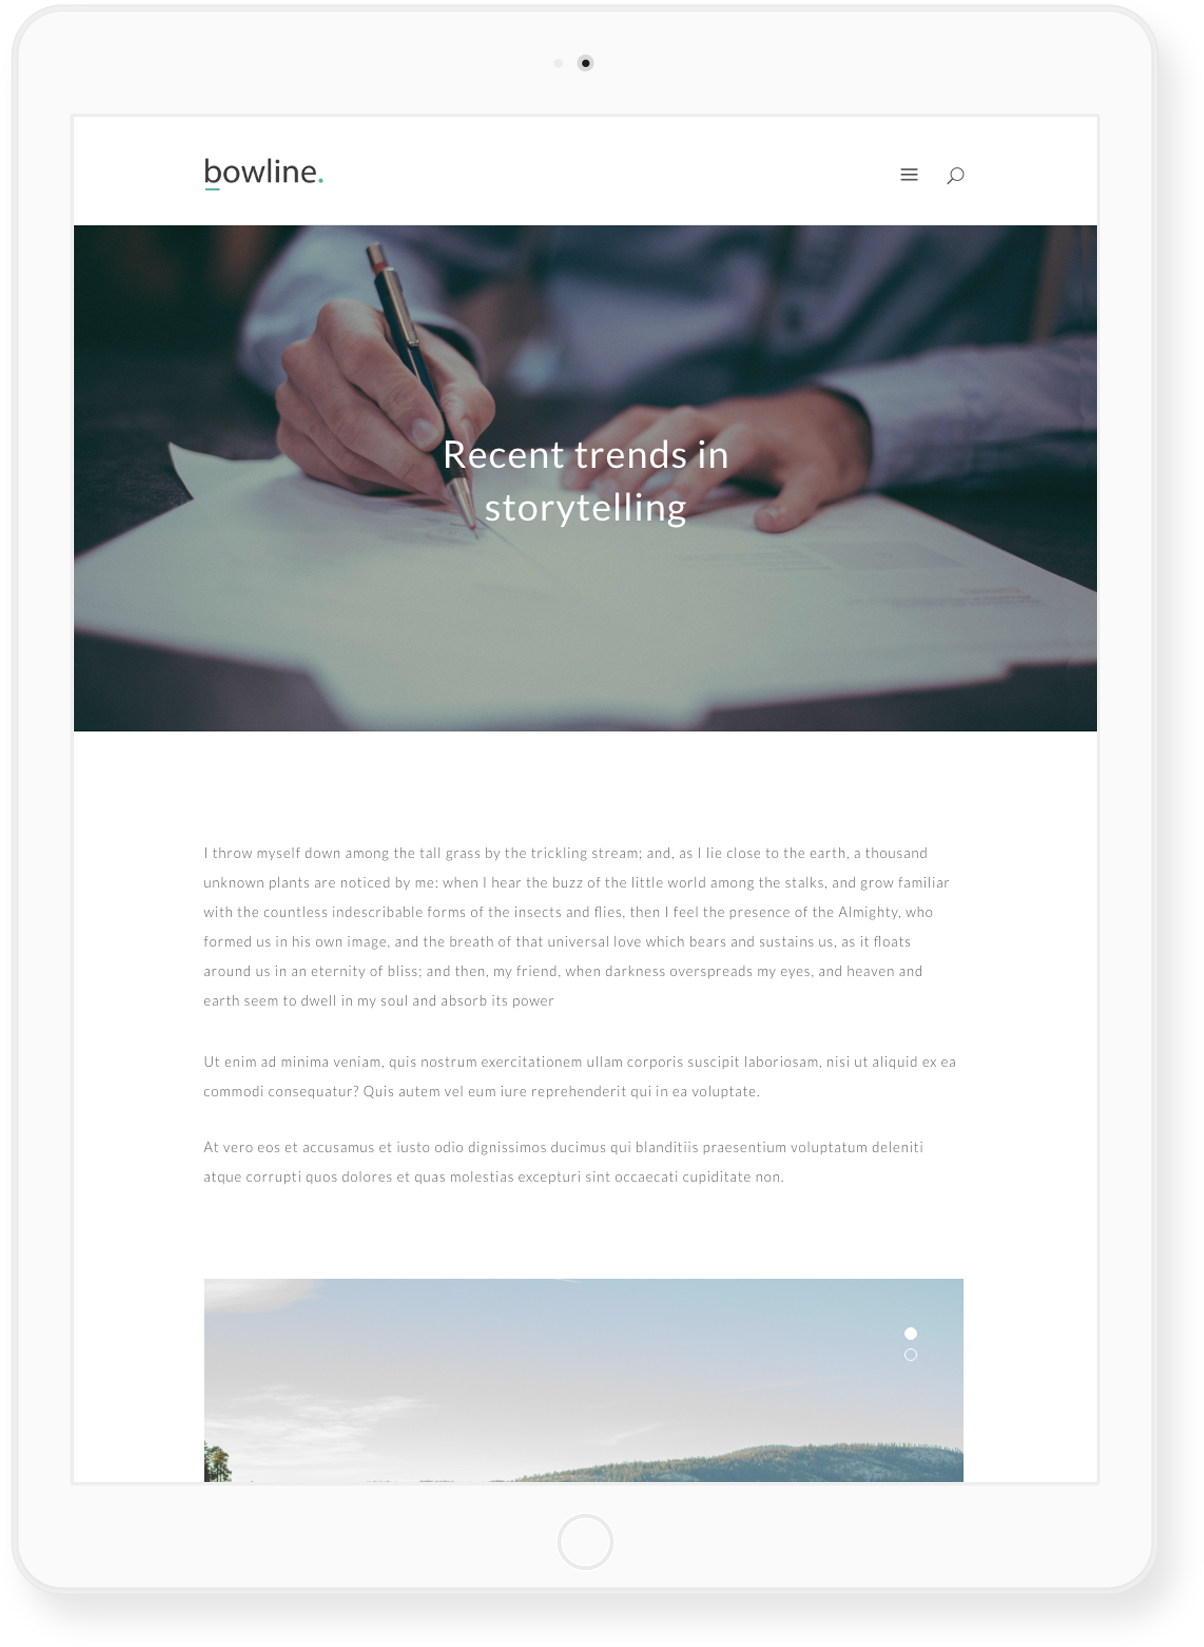 bowline.
Recent trends in
storytelling
I throw myself down among the tall grass by the trickling stream; and, as I lie close to the earth, a thousand
unknown plants are noticed by me: when I hear the buzz of the little world among the stalks, and grow familiar
with the countless indescribable forms of the insects and flies, then I feel the presence of the Almighty, who
formed us in his own image, and the breath of that universal love which bears and sustains us, as it floats
around us in an eternity of bliss; and then, my friend, when darkness overspreads my eyes, and heaven and
earth seem to dwell in my soul and absorb its power
Ut enim ad minima veniam, quis nostrum exercitationem ullam corporis suscipit laboriosam, nisi ut aliquid ex ea
commodi consequatur? Quis autem vel eum iure reprehenderit qui in ea voluptate.
At vero eos et accusamus et iusto odio dignissimos ducimus qui blanditiis praesentium voluptatum deleniti
atque corrupti quos dolores et quas molestias excepturi sint occaecati cupiditate non.